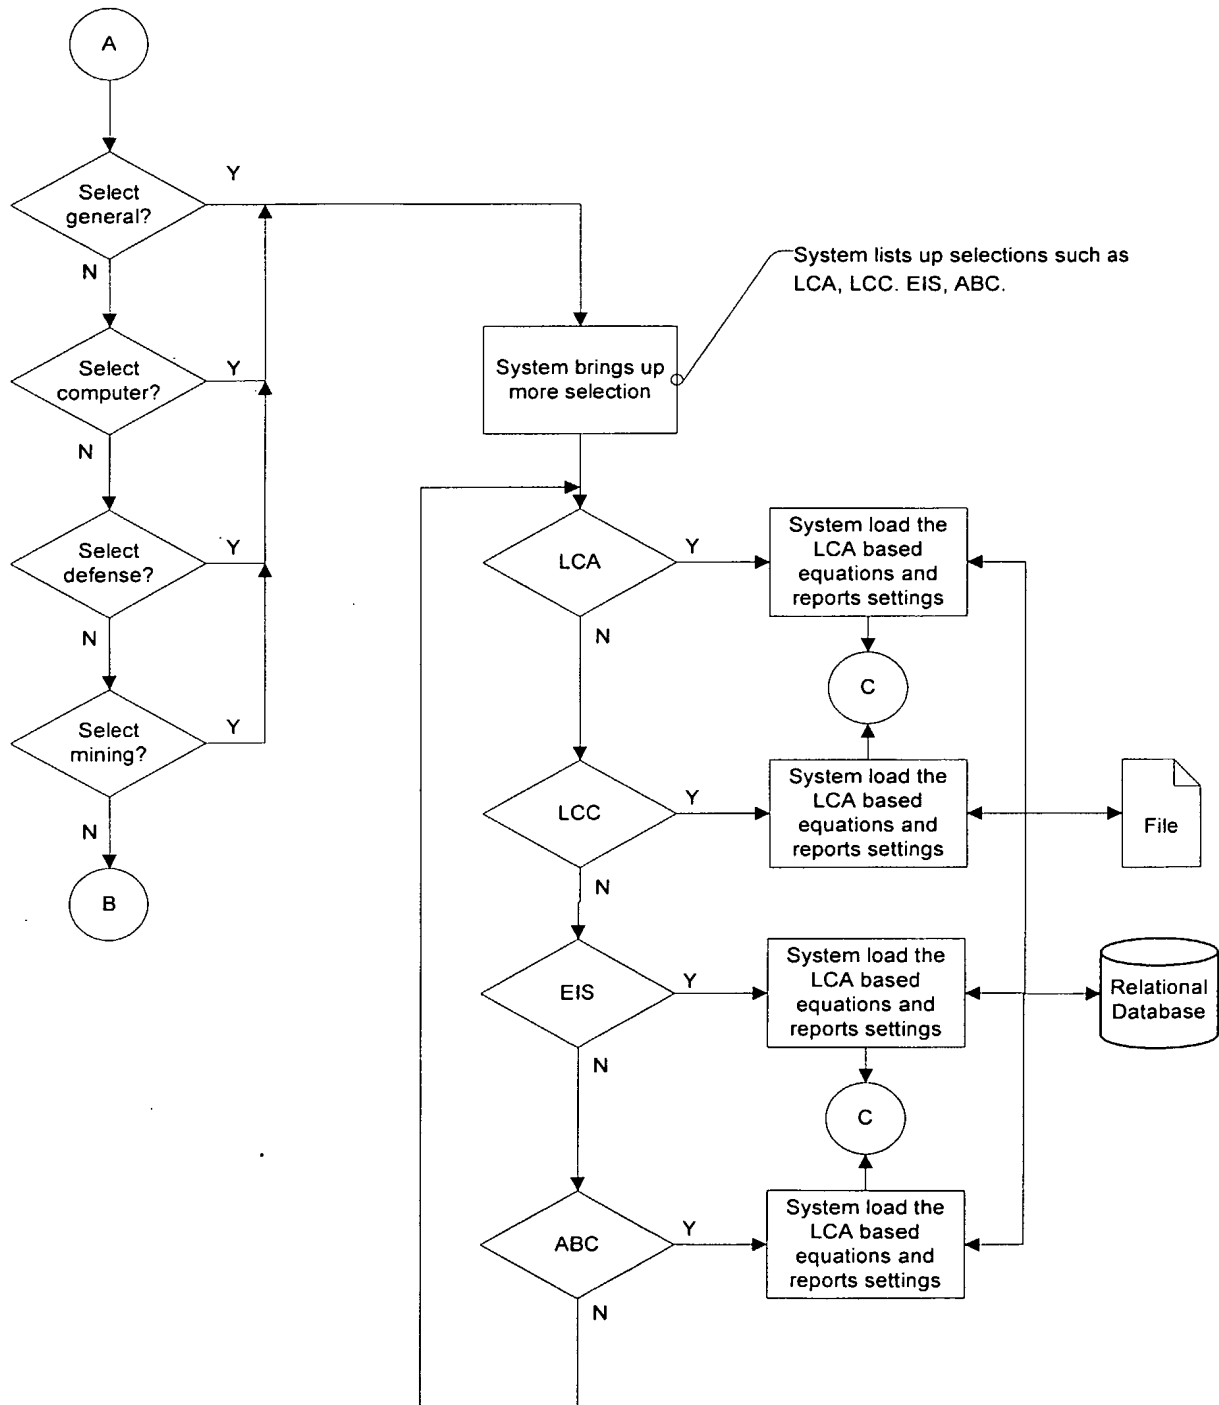 A
Select
general?
Y
N
Select
computer?
Y
N
Select
defense?
Y
N
Select
mining?
Y
N
B
System lists up selections such as
LCA, LCC. EIS, ABC.
System brings up
more selection
LCA
Y
N
System load the
LCA based
equations and
reports settings
C
LCC
Y
N
System load the
LCA based
equations and
reports settings
File
EIS
Y
N
System load the
LCA based
equations and
reports settings
Relational
Database
C
ABC
Y
N
System load the
LCA based
equations and
reports settings